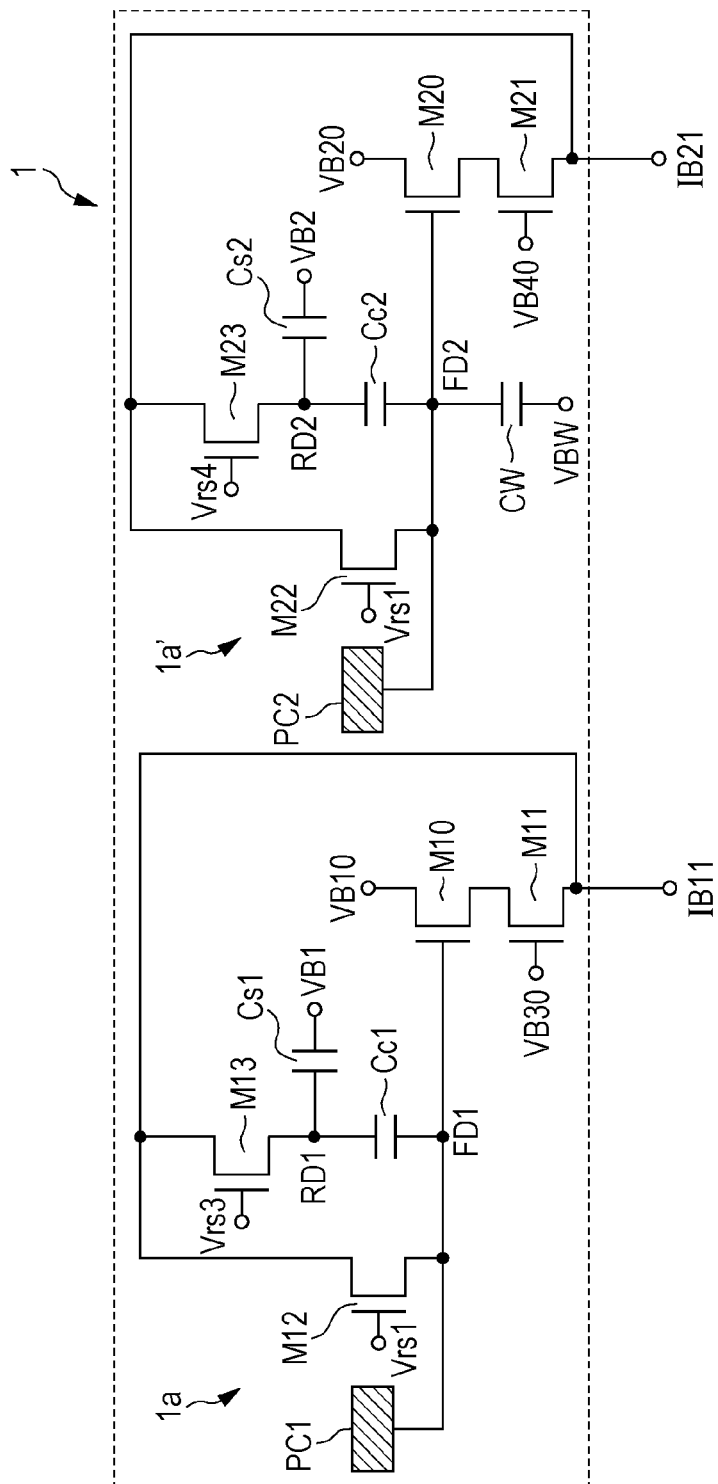 1
1a
PC1
M12
Vrs1
Vrs3
M13
RD1
Cs1
VB1
Cc1
FD1
VB10
M10
M11
VB30
IB11
1a'
PC2
M22
Vrs1
Vrs4
M23
RD2
Cs2
VB2
Cc2
FD2
CW
VBW
VB20
M20
M21
VB40
IB21